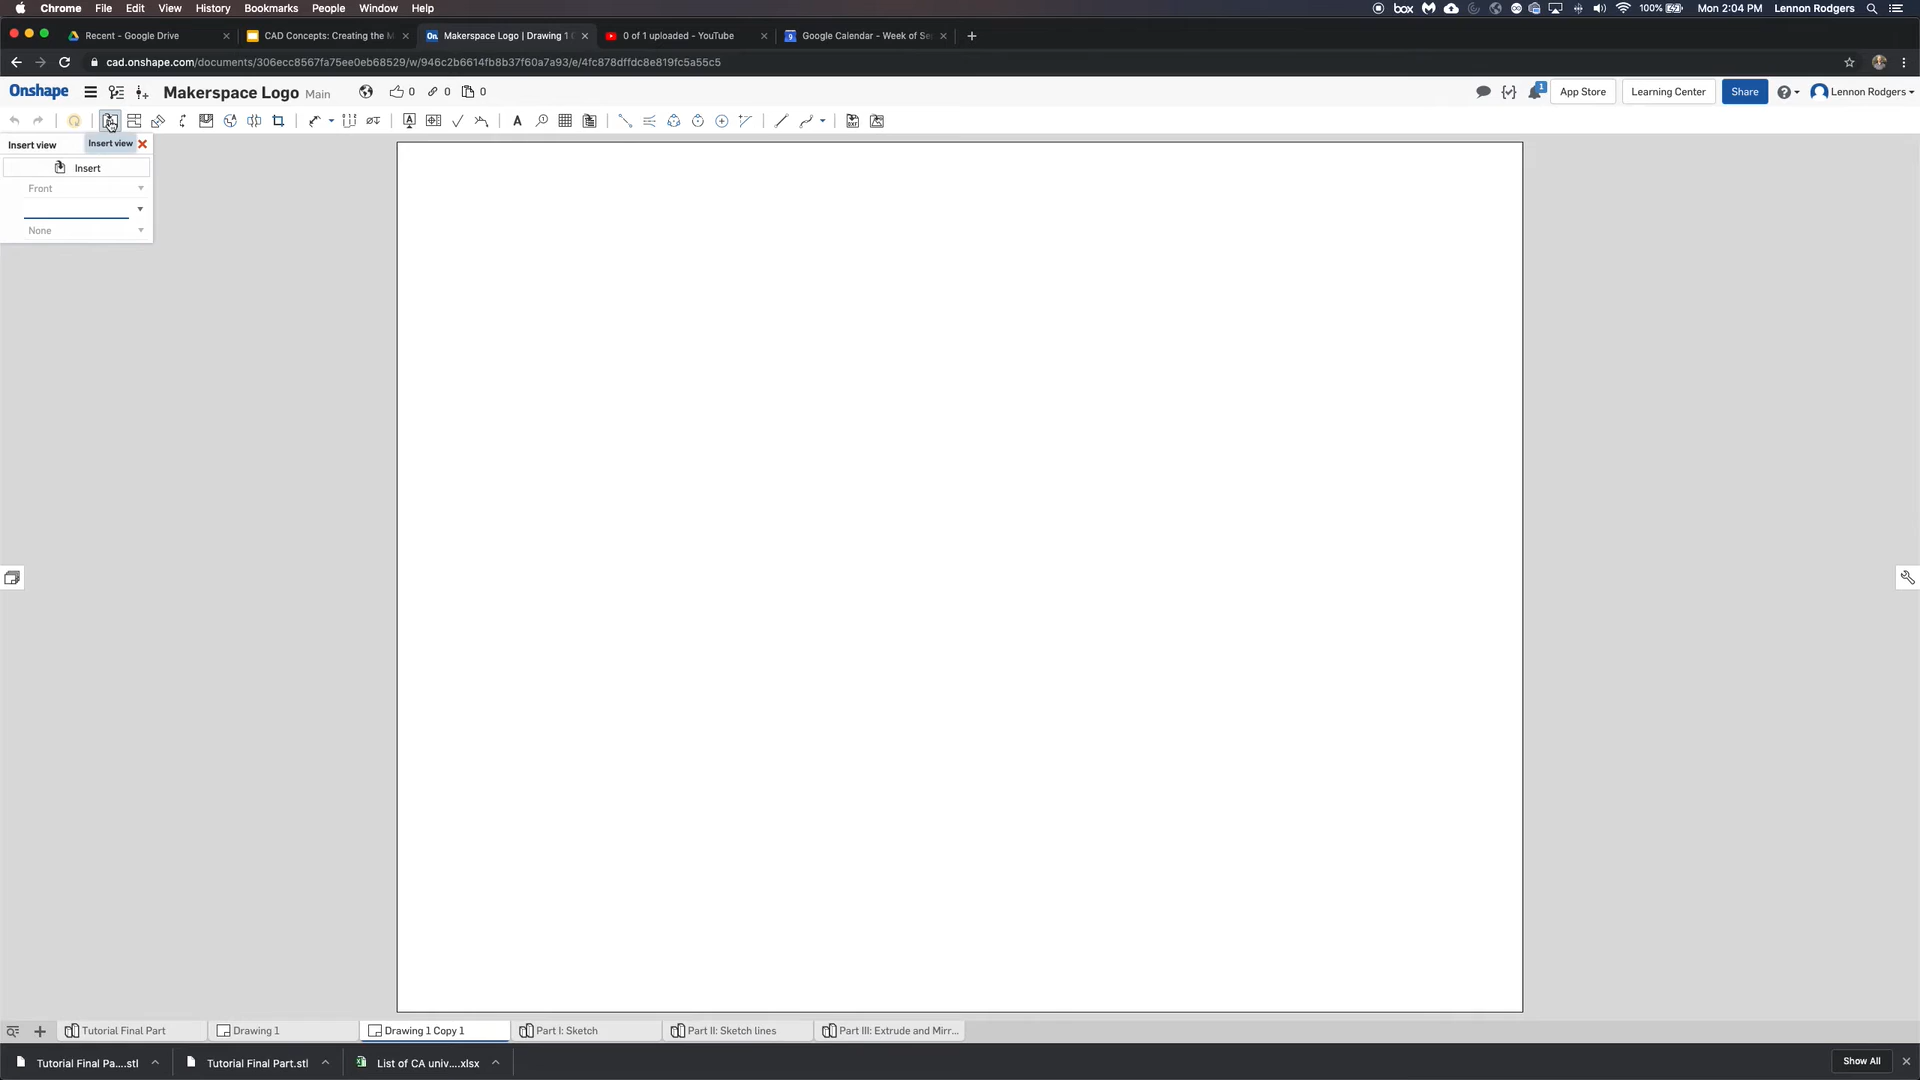 Chrome File Edit View History Bookmarks People Window Help box 100% Mon 2:04 PM Lennon Rodgers
Recent - Google Drive CAD Concepts: Creating the M Makerspace Logo | Drawing 1 0 of 1 uploaded - YouTube Google Calendar - Week of Se
cad.onshape.com/documents/306ecc8567fa75ee0eb68529/w/946c2b6614fb8b37f60a7a93/e/4fc878dffdc8e819fc5a55c5
Onshape Makerspace Logo Main 0 0 0 1 App Store Learning Center Share Lennon Rodgers
Insert view Insert view
Insert
Front
None
Tutorial Final Part Drawing 1 Drawing 1 Copy 1 Part I: Sketch Part II: Sketch lines Part III: Extrude and Mirr...
Tutorial Final Pa....stl Tutorial Final Part.stl List of CA univ....xlsx Show All